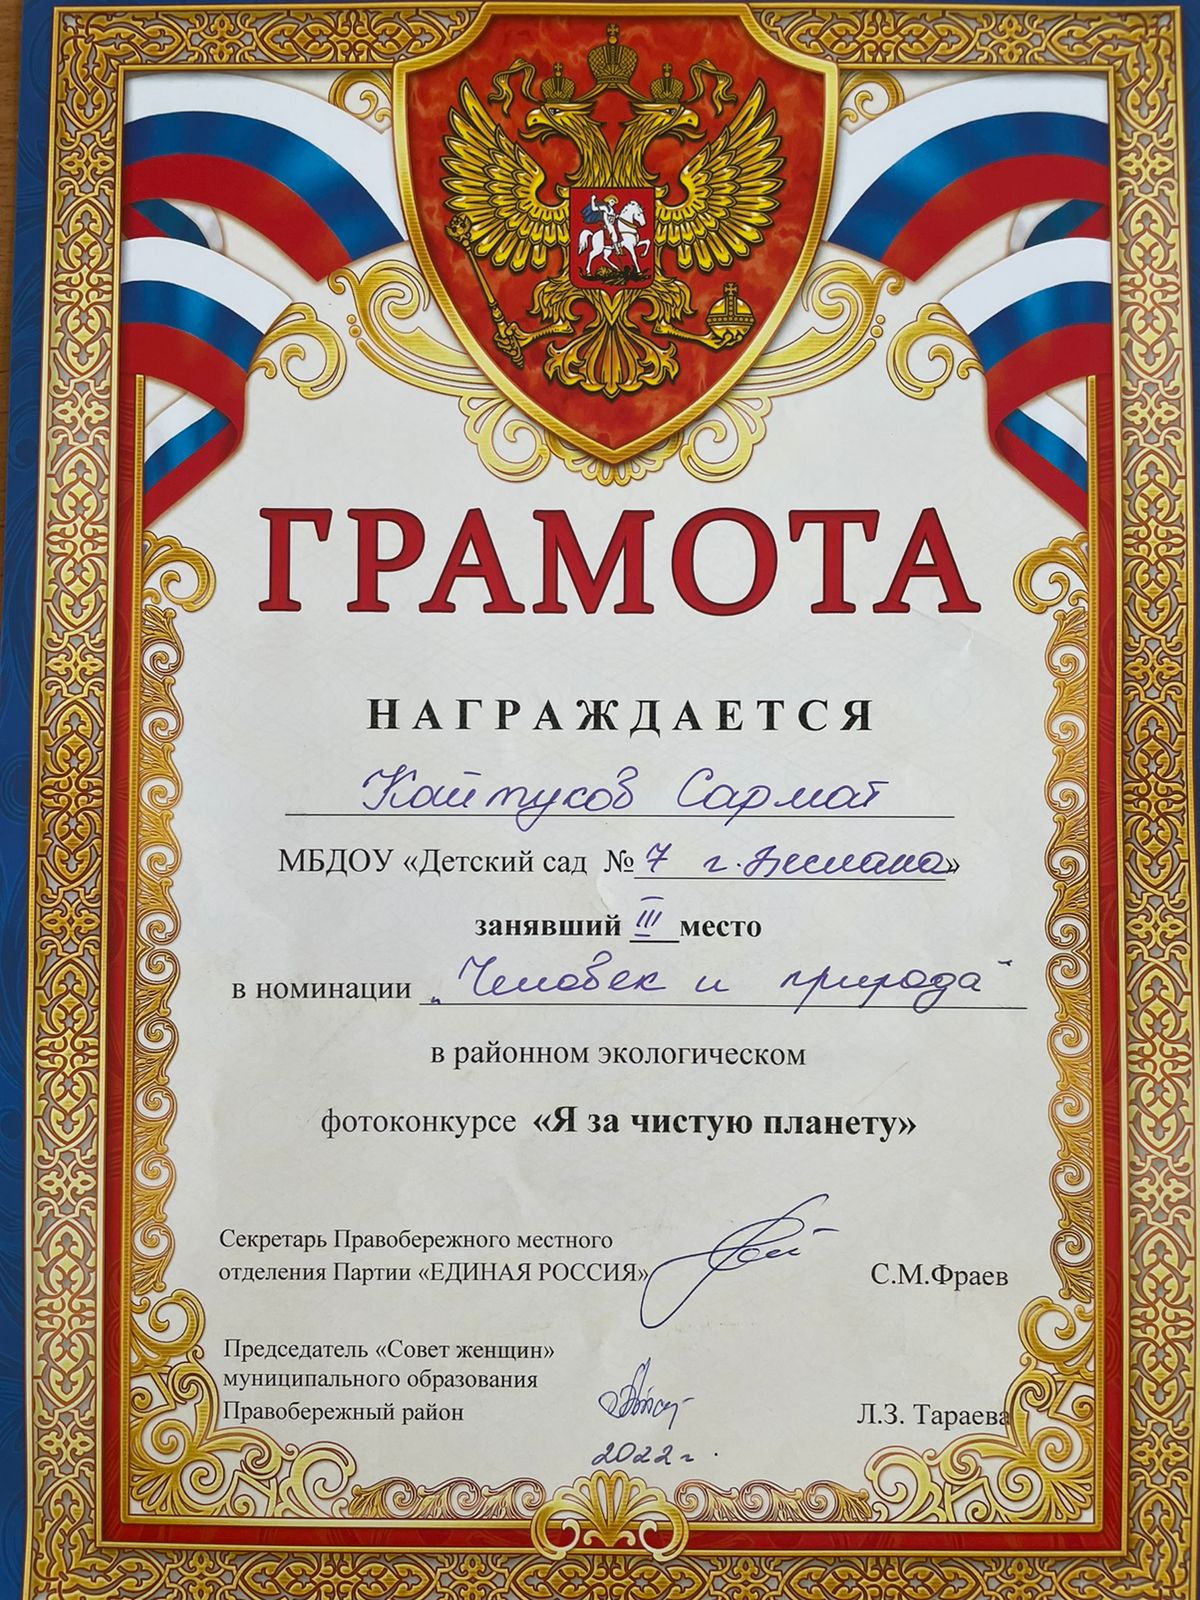 ГРАМОТА
НАГРАЖДАЕТСЯ
Кайтуков Сармат
МБДОУ «Детский сад № 7 г. Беслана»
занявший III место
в номинации „Человек и природа"
в районном экологическом
фотоконкурсе «Я за чистую планету»
Секретарь Правобережного местного
отделения Партии «ЕДИНАЯ РОССИЯ» С.М.Фраев
Председатель «Совет женщин»
муниципального образования
Правобережный район Л.З. Тараева
2022 г.